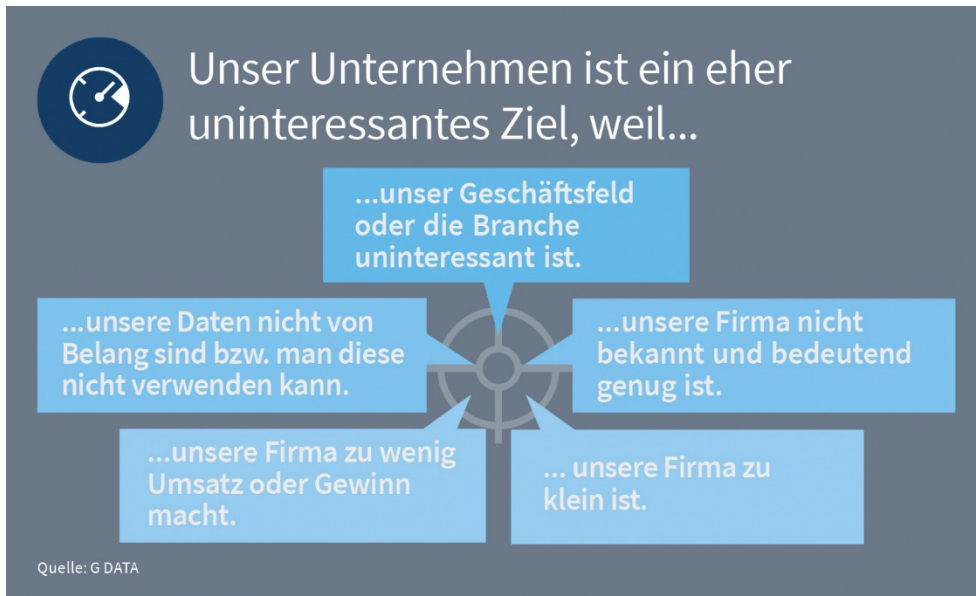 Unser Unternehmen ist ein eher
uninteressantes Ziel, weil...
...unser Geschäftsfeld
oder die Branche
uninteressant ist.
...unsere Daten nicht von
Belang sind bzw. man diese
nicht verwenden kann.
...unsere Firma nicht
bekannt und bedeutend
genug ist.
...unsere Firma zu wenig
Umsatz oder Gewinn
macht.
... unsere Firma zu
klein ist.
Quelle: G DATA